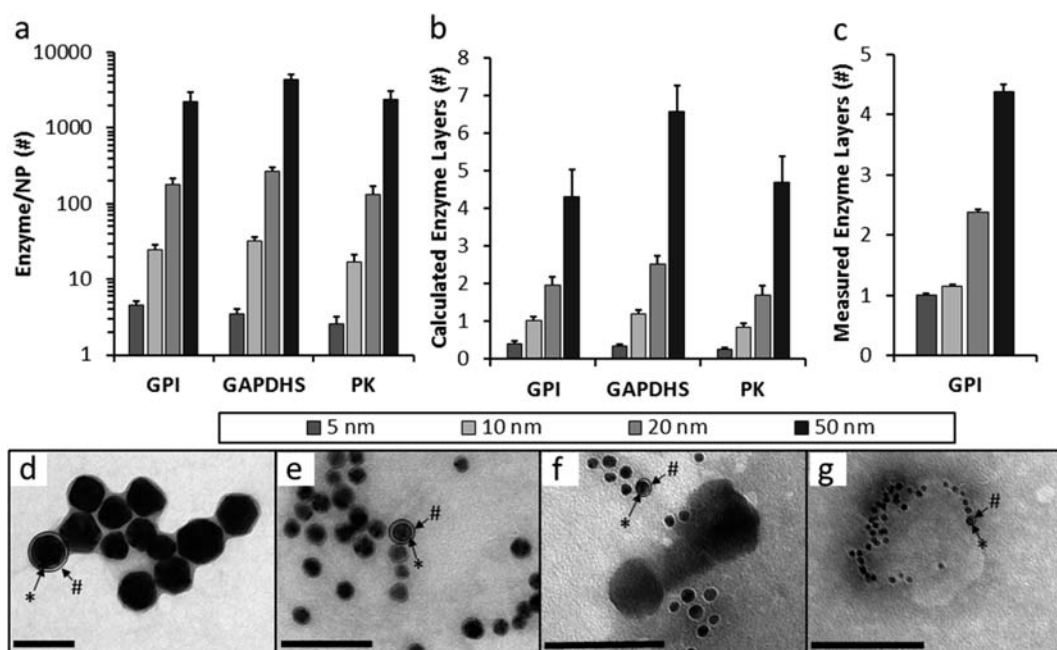 a
Enzyme/NP (#)
10000
1000
100
10
1
GPI GAPDHS PK
b
Calculated Enzyme Layers (#)
8
7
6
5
4
3
2
1
0
GPI GAPDHS PK
c
Measured Enzyme Layers (#)
5
4
3
2
1
0
GPI
5 nm 10 nm 20 nm 50 nm
d
*
#
e
#
*
f
#
*
g
#
*